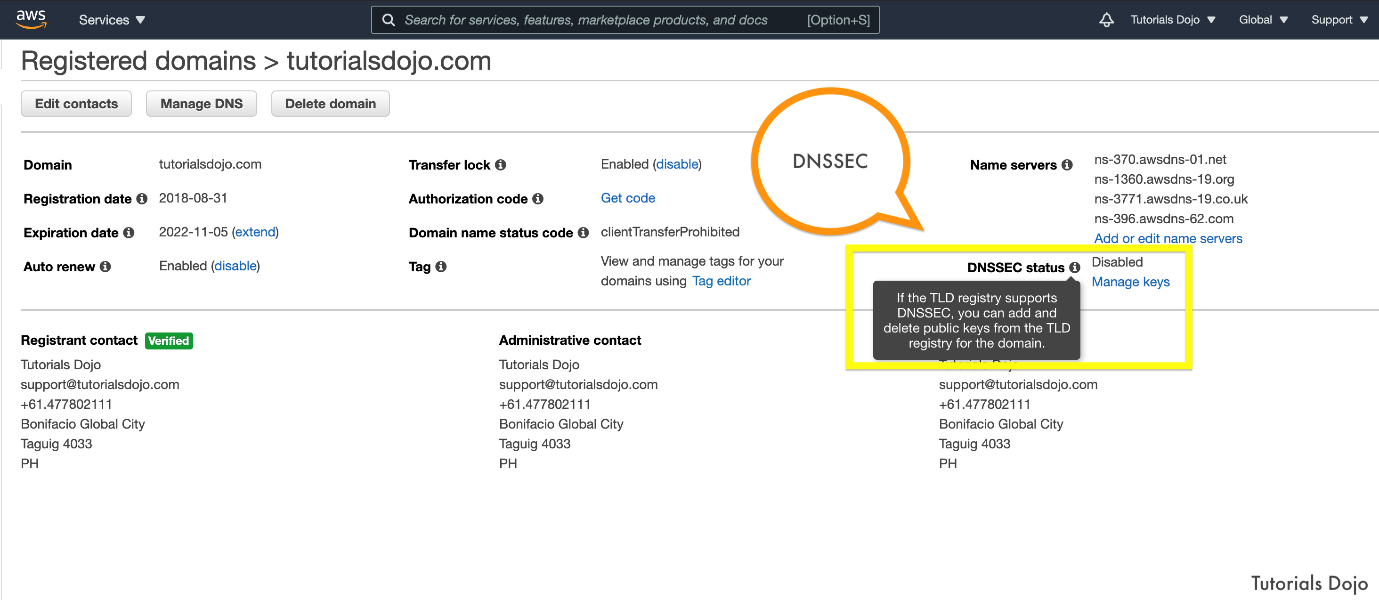 aws
Services ▼
Search for services, features, marketplace products, and docs [Option+S]
Tutorials Dojo ▼
Global ▼
Support ▼
Registered domains > tutorialsdojo.com
Edit contacts
Manage DNS
Delete domain
DNSSEC
Domain tutorialsdojo.com
Registration date 2018-08-31
Expiration date 2022-11-05 (extend)
Auto renew Enabled (disable)
Transfer lock Enabled (disable)
Authorization code Get code
Domain name status code clientTransferProhibited
Tag View and manage tags for your
domains using Tag editor
Name servers ns-370.awsdns-01.net
ns-1360.awsdns-19.org
ns-3771.awsdns-19.co.uk
ns-396.awsdns-62.com
Add or edit name servers
DNSSEC status Disabled
Manage keys
If the TLD registry supports
DNSSEC, you can add and
delete public keys from the TLD
registry for the domain.
Registrant contact Verified
Tutorials Dojo
support@tutorialsdojo.com
+61.477802111
Bonifacio Global City
Taguig 4033
PH
Administrative contact
Tutorials Dojo
support@tutorialsdojo.com
+61.477802111
Bonifacio Global City
Taguig 4033
PH
support@tutorialsdojo.com
+61.477802111
Bonifacio Global City
Taguig 4033
PH
Tutorials Dojo